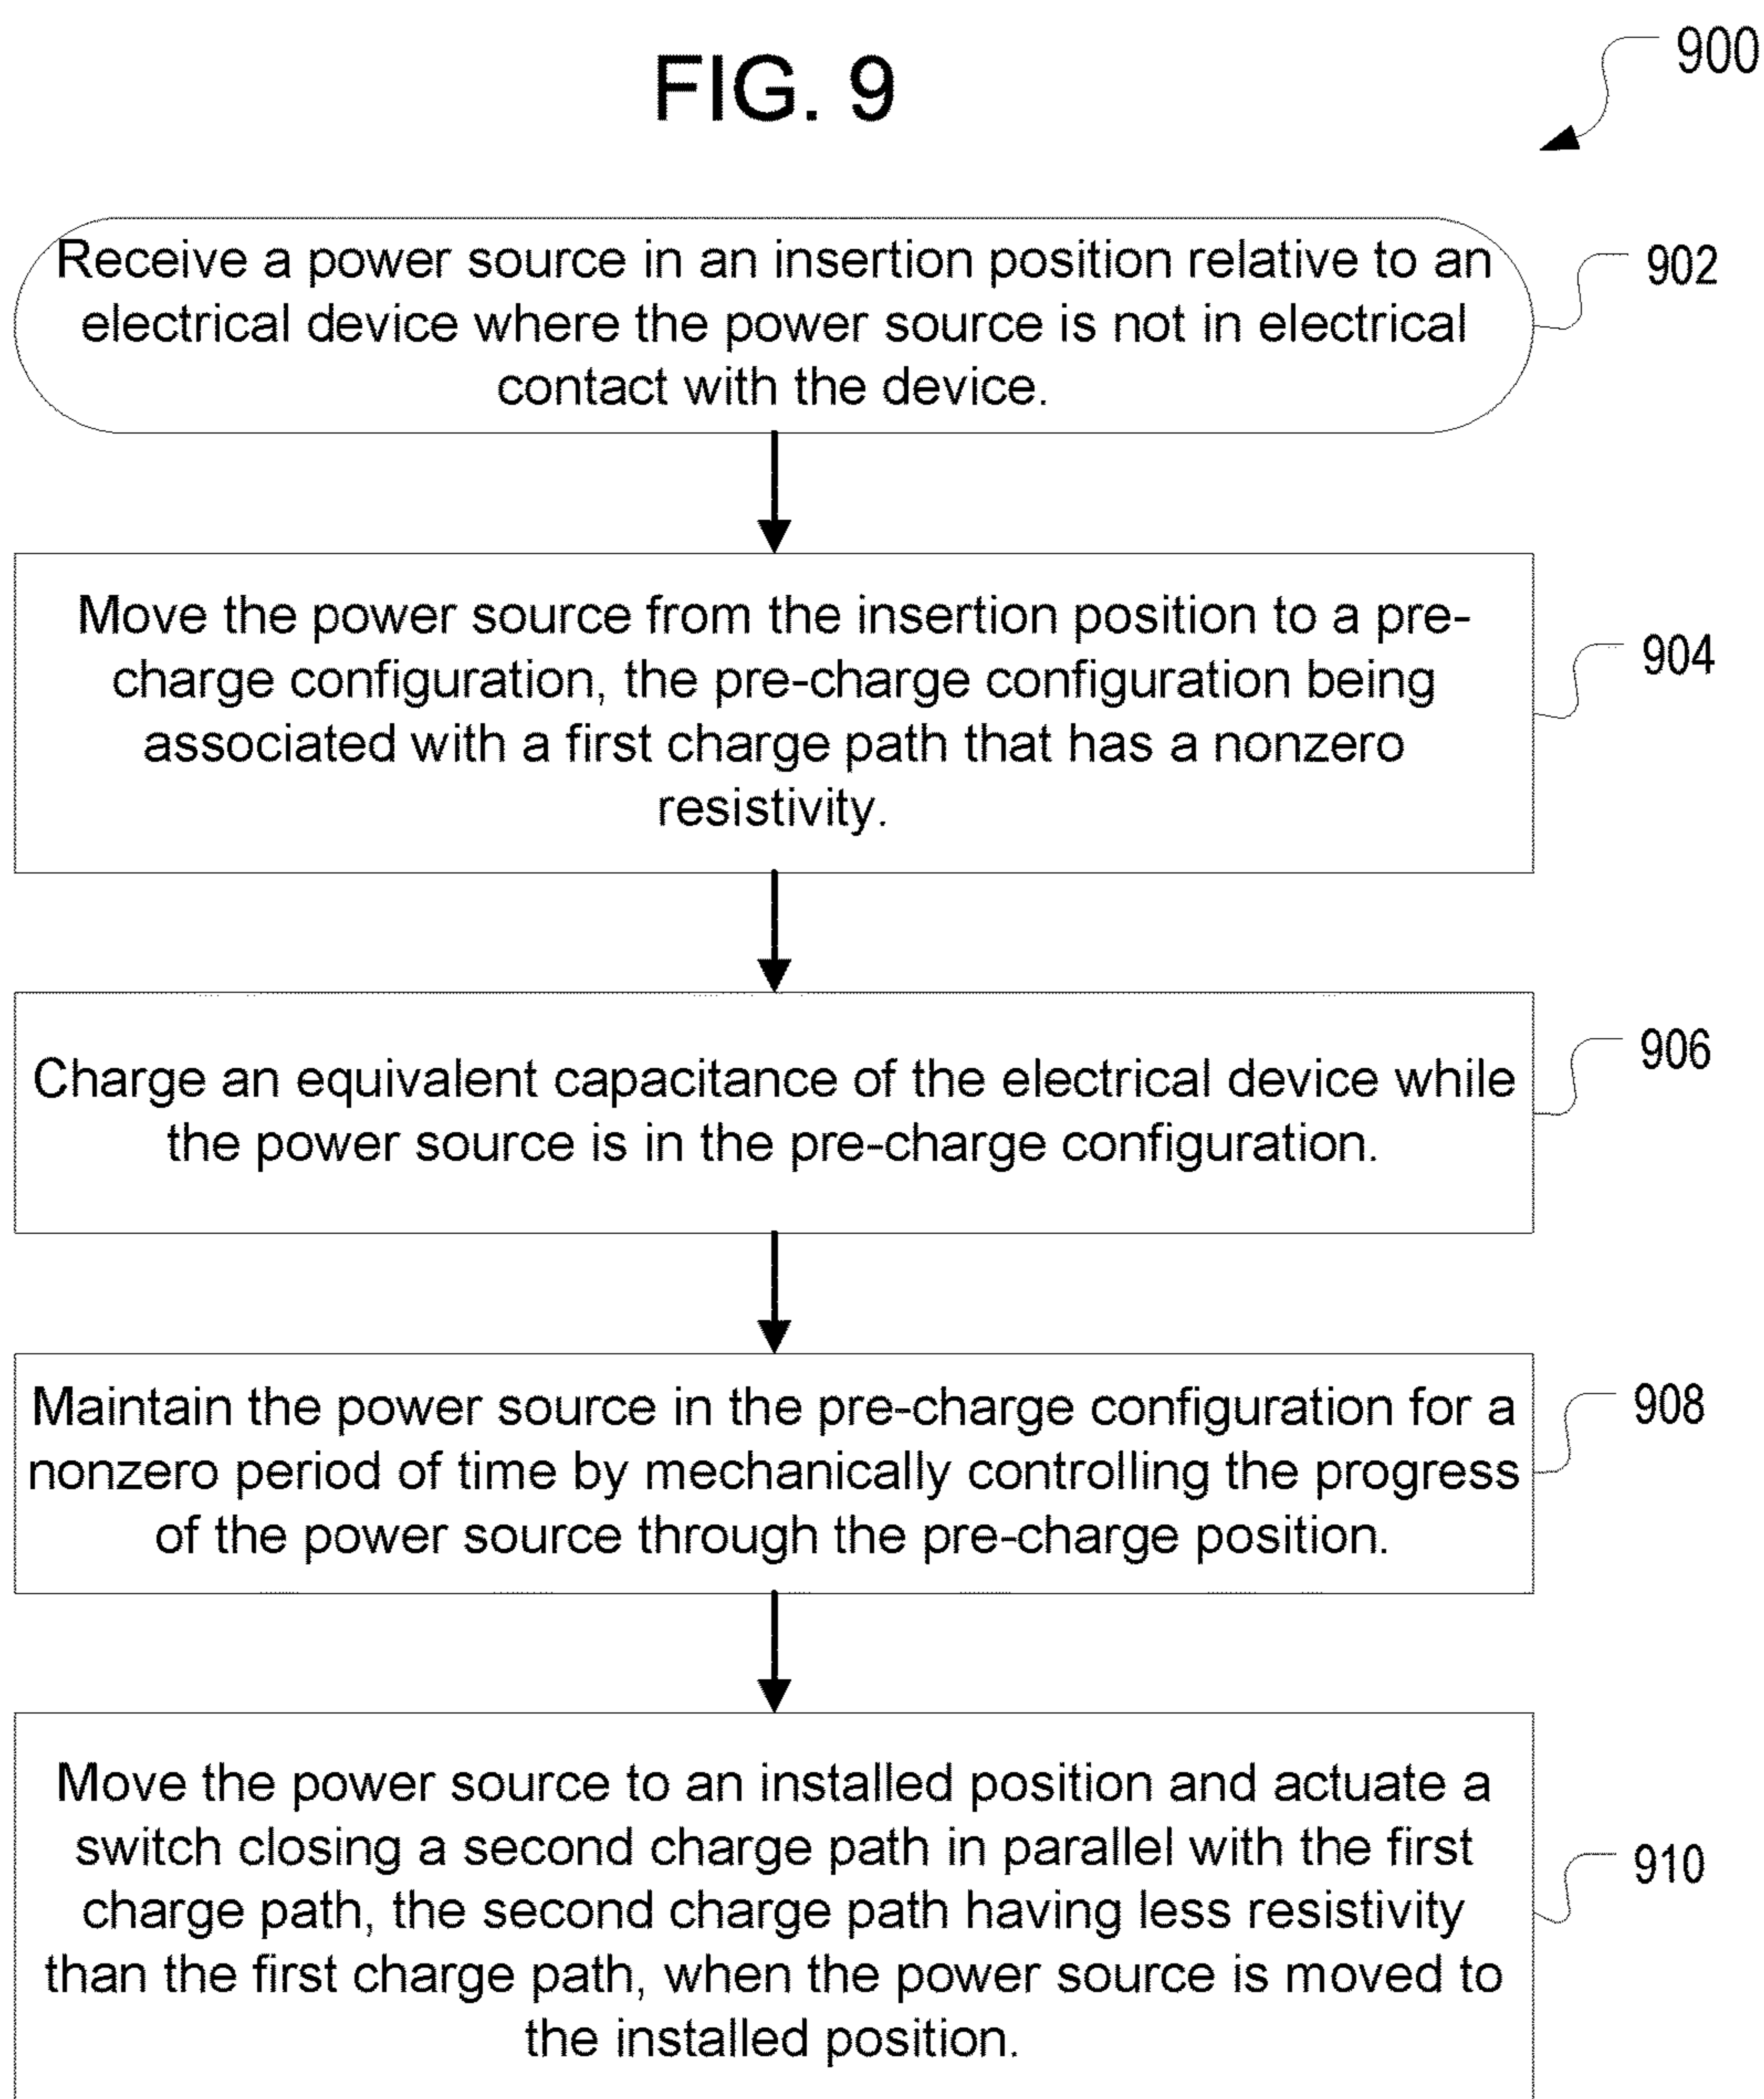 FIG. 9
900
Receive a power source in an insertion position relative to an
electrical device where the power source is not in electrical
contact with the device.
902
Move the power source from the insertion position to a pre-
charge configuration, the pre-charge configuration being
associated with a first charge path that has a nonzero
resistivity.
904
Charge an equivalent capacitance of the electrical device while
the power source is in the pre-charge configuration.
906
Maintain the power source in the pre-charge configuration for a
nonzero period of time by mechanically controlling the progress
of the power source through the pre-charge position.
908
Move the power source to an installed position and actuate a
switch closing a second charge path in parallel with the first
charge path, the second charge path having less resistivity
than the first charge path, when the power source is moved to
the installed position.
910